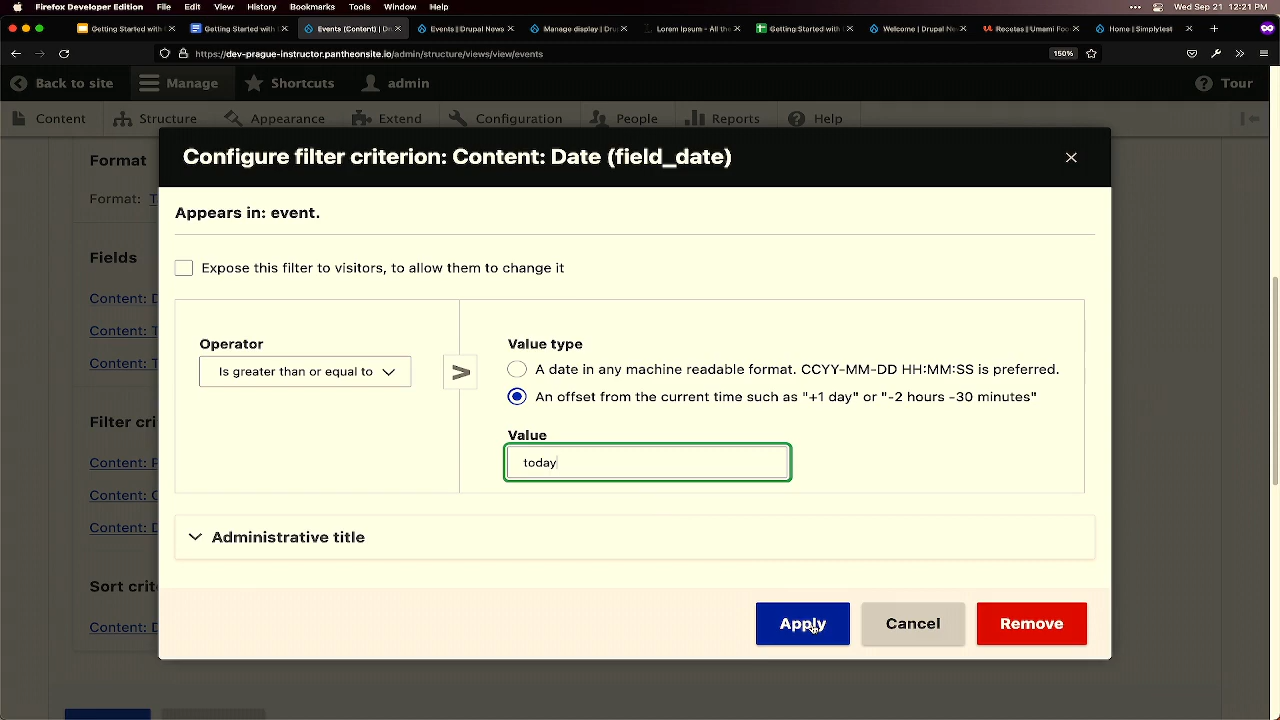 Firefox Developer Edition File Edit View History Bookmarks Tools Window Help Wed Sep 21 12:21 PM
Getting Started with Getting Started with Events (Content) | Dr Events | Drupal News Manage display | Dru Lorem Ipsum - All the Getting Started with Welcome | Drupal Ne Recetas | Umami Foo Home | Simplytest
https://dev-prague-instructor.pantheonsite.io/admin/structure/views/view/events 150%
Back to site Manage Shortcuts admin Tour
Content Structure Appearance Extend Configuration People Reports Help
Configure filter criterion: Content: Date (field_date)
Format
Format:
Appears in: event.
Fields
Expose this filter to visitors, to allow them to change it
Content:
Content: T
Content: T
Operator
Is greater than or equal to
>
Value type
A date in any machine readable format. CCYY-MM-DD HH:MM:SS is preferred.
An offset from the current time such as "+1 day" or "-2 hours -30 minutes"
Filter cri
Value
today
Content:
Content:
Content:
Administrative title
Sort crite
Content:
Apply Cancel Remove